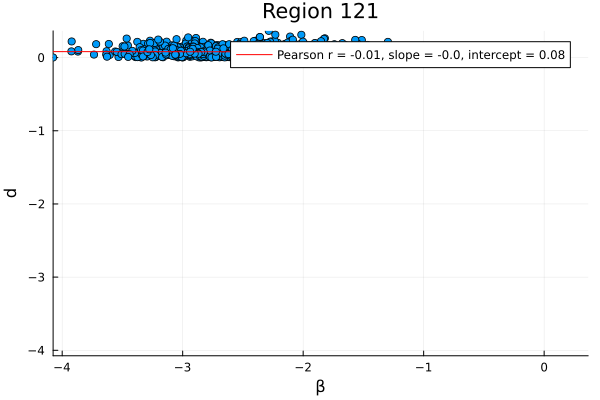 Region 121
Pearson r = -0.01, slope = -0.0, intercept = 0.08
d
0
−1
−2
−3
−4
−4
−3
−2
−1
0
β